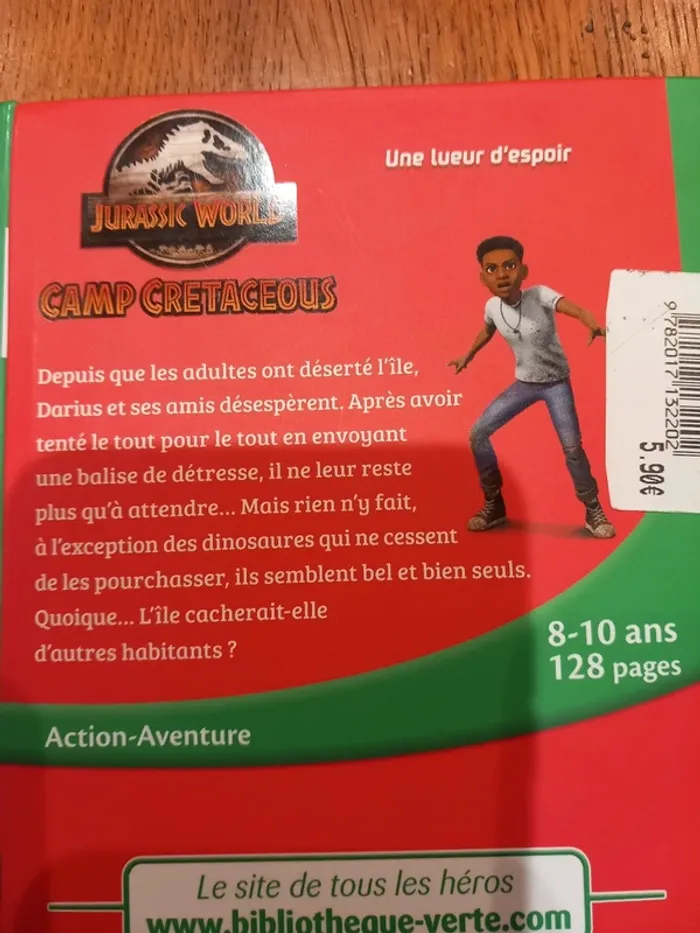 JURASSIC WORLD
CAMP CRETACEOUS
Une lueur d'espoir
Depuis que les adultes ont déserté l'île,
Darius et ses amis désespèrent. Après avoir
tenté le tout pour le tout en envoyant
une balise de détresse, il ne leur reste
plus qu'à attendre... Mais rien n'y fait,
à l'exception des dinosaures qui ne cessent
de les pourchasser, ils semblent bel et bien seuls.
Quoique... L'île cacherait-elle
d'autres habitants ?
9 782017 132202
5.90€
8-10 ans
128 pages
Action-Aventure
Le site de tous les héros
www.bibliotheque-verte.com